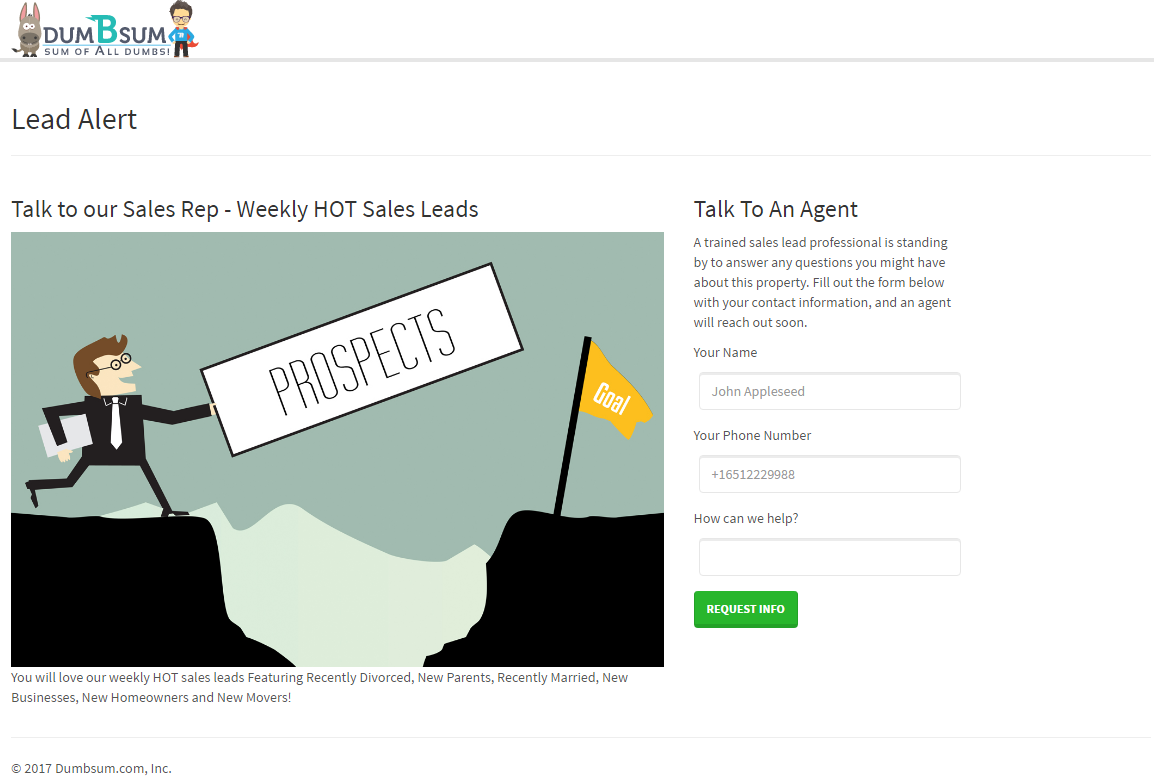 DUMBSUM
SUM OF ALL DUMBS!
Lead Alert
Talk to our Sales Rep - Weekly HOT Sales Leads
PROSPECTS
Goal
You will love our weekly HOT sales leads Featuring Recently Divorced, New Parents, Recently Married, New
Businesses, New Homeowners and New Movers!
Talk To An Agent
A trained sales lead professional is standing
by to answer any questions you might have
about this property. Fill out the form below
with your contact information, and an agent
will reach out soon.
Your Name
John Appleseed
Your Phone Number
+16512229988
How can we help?
REQUEST INFO
© 2017 Dumbsum.com, Inc.